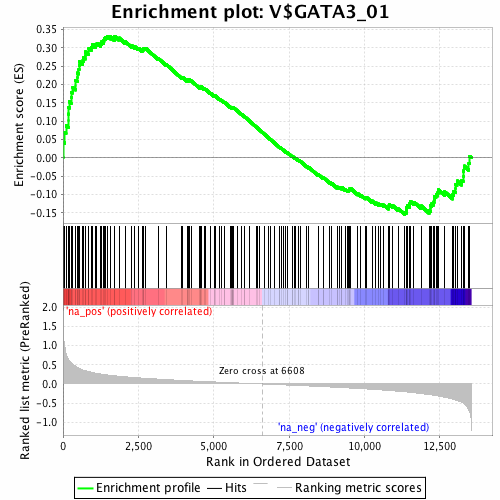 Enrichment plot: V$GATA3_01
Enrichment score (ES)
0.35
0.30
0.25
0.20
0.15
0.10
0.05
0.00
-0.05
-0.10
-0.15
'na_pos' (positively correlated)
Ranked list metric (PreRanked)
2.0
1.5
1.0
0.5
0.0
-0.5
-1.0
Zero cross at 6608
'na_neg' (negatively correlated)
0 2,500 5,000 7,500 10,000 12,500
Rank in Ordered Dataset
Enrichment profile Hits Ranking metric scores